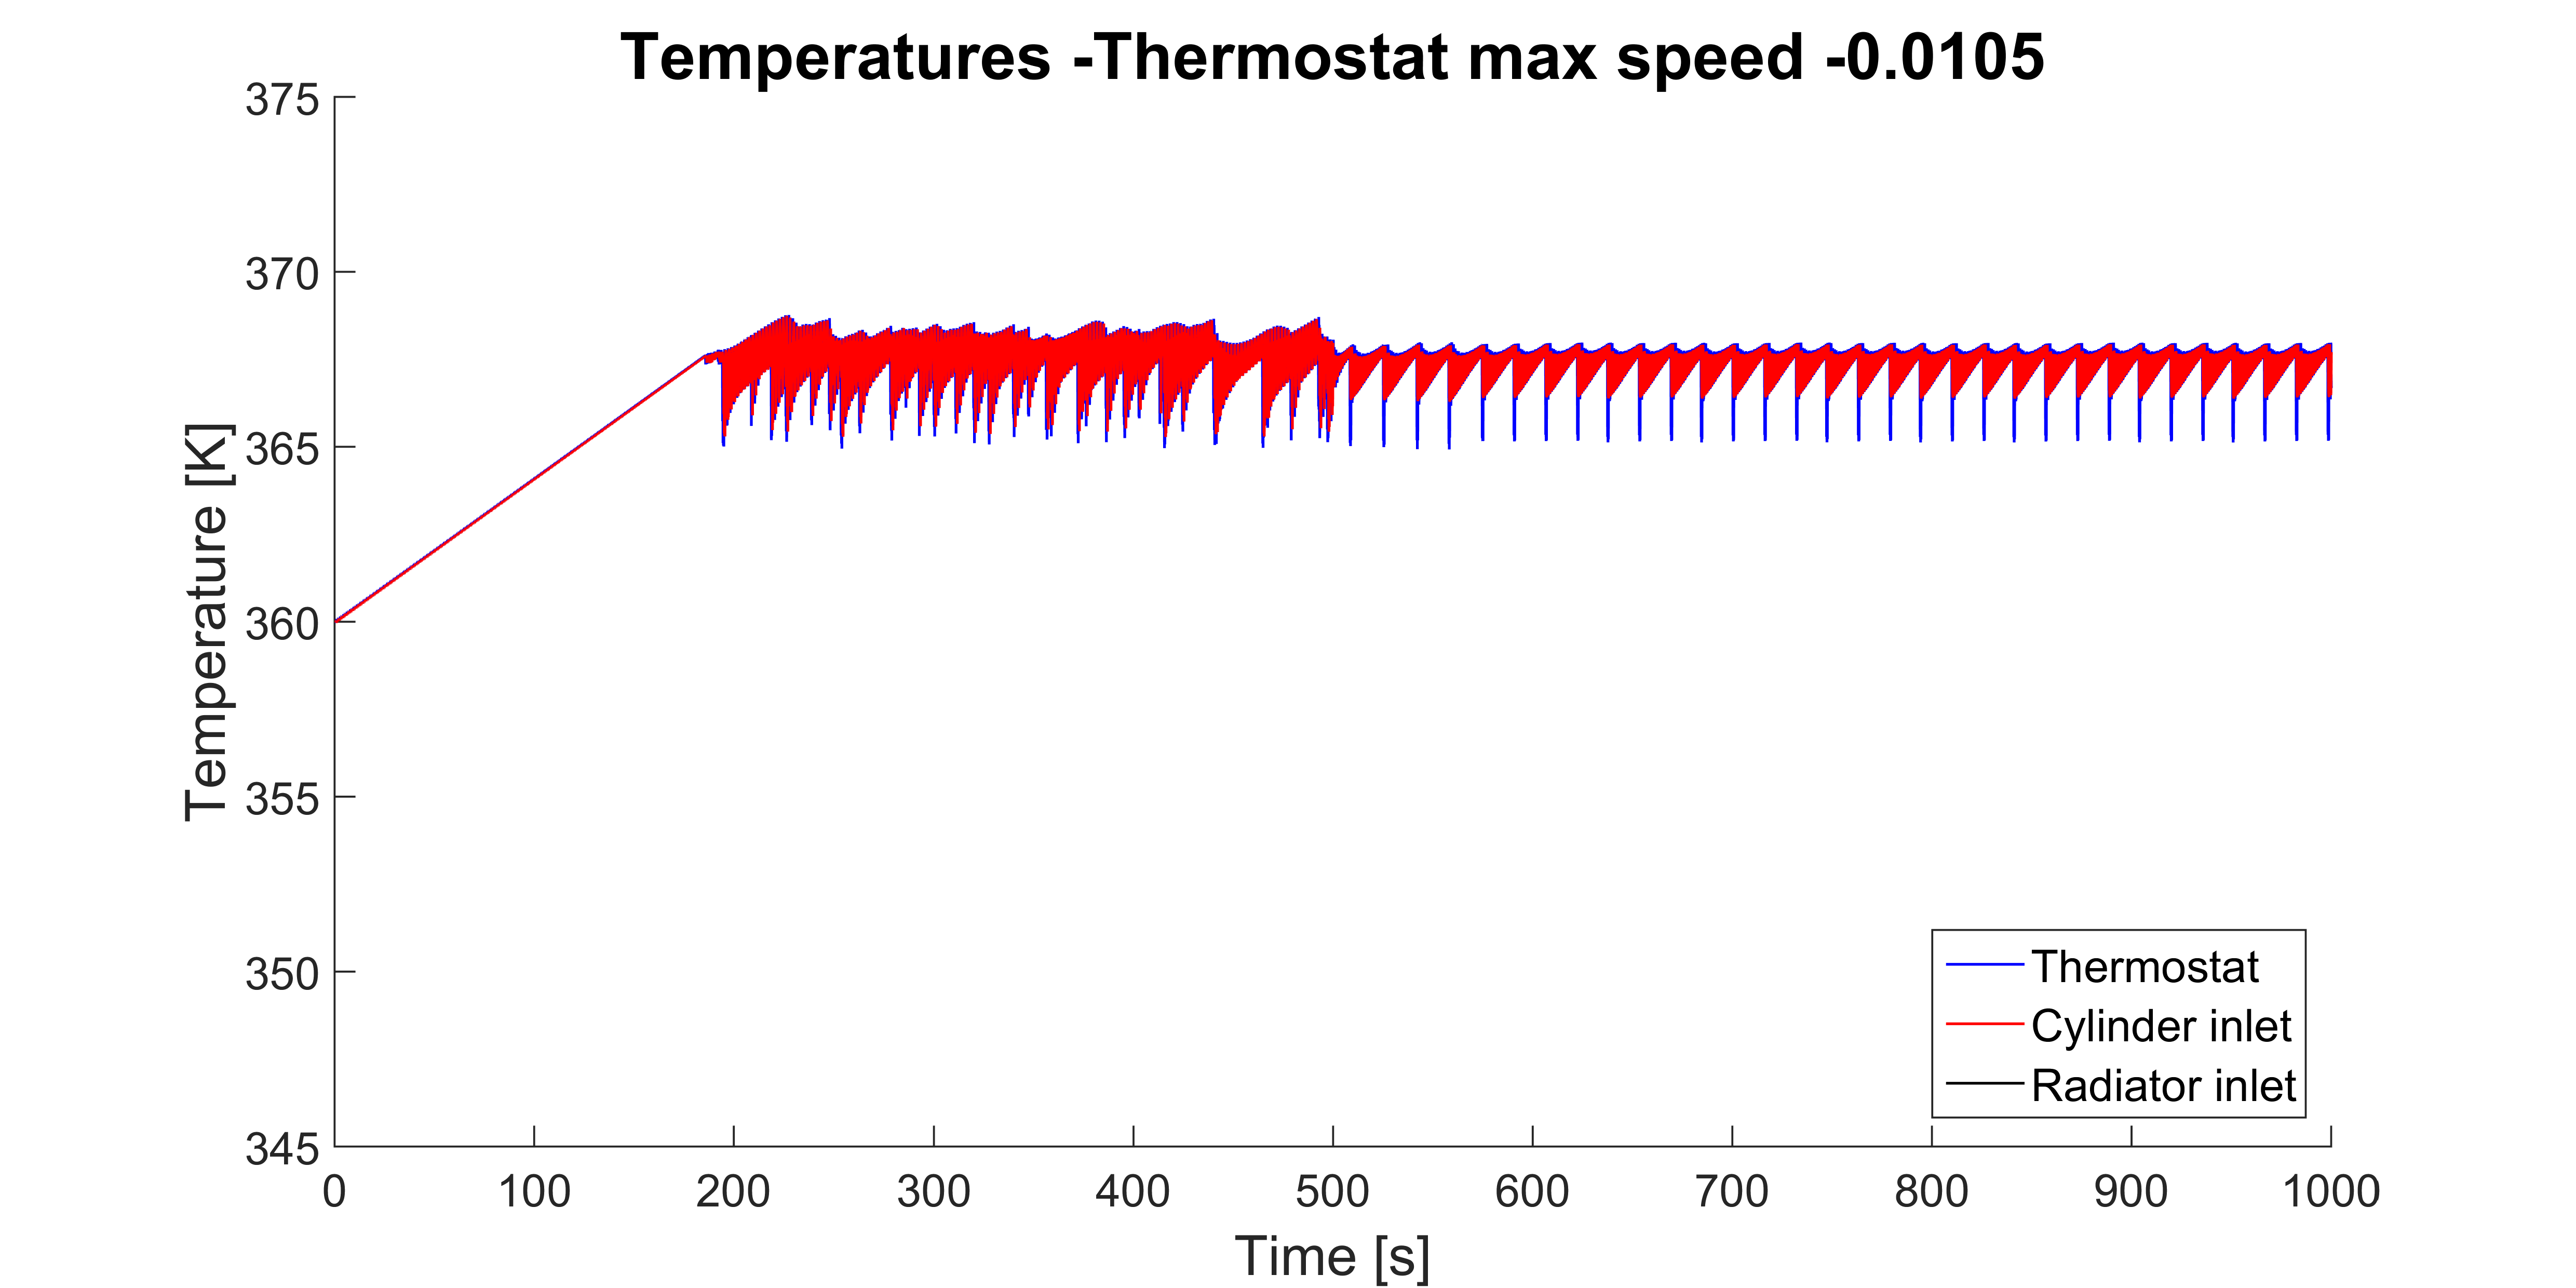 Temperatures -Thermostat max speed -0.0105
375
370
365
360
355
350
345
Temperature [K]
Thermostat
Cylinder inlet
Radiator inlet
0 100 200 300 400 500 600 700 800 900 1000
Time [s]